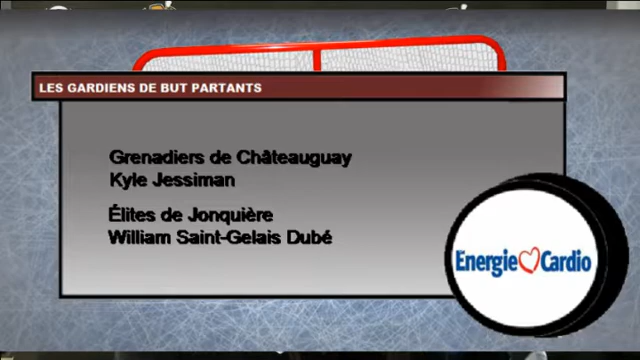 LES GARDIENS DE BUT PARTANTS
Grenadiers de Châteauguay
Kyle Jessiman
Élites de Jonquière
William Saint-Gelais Dubé
Energie Cardio